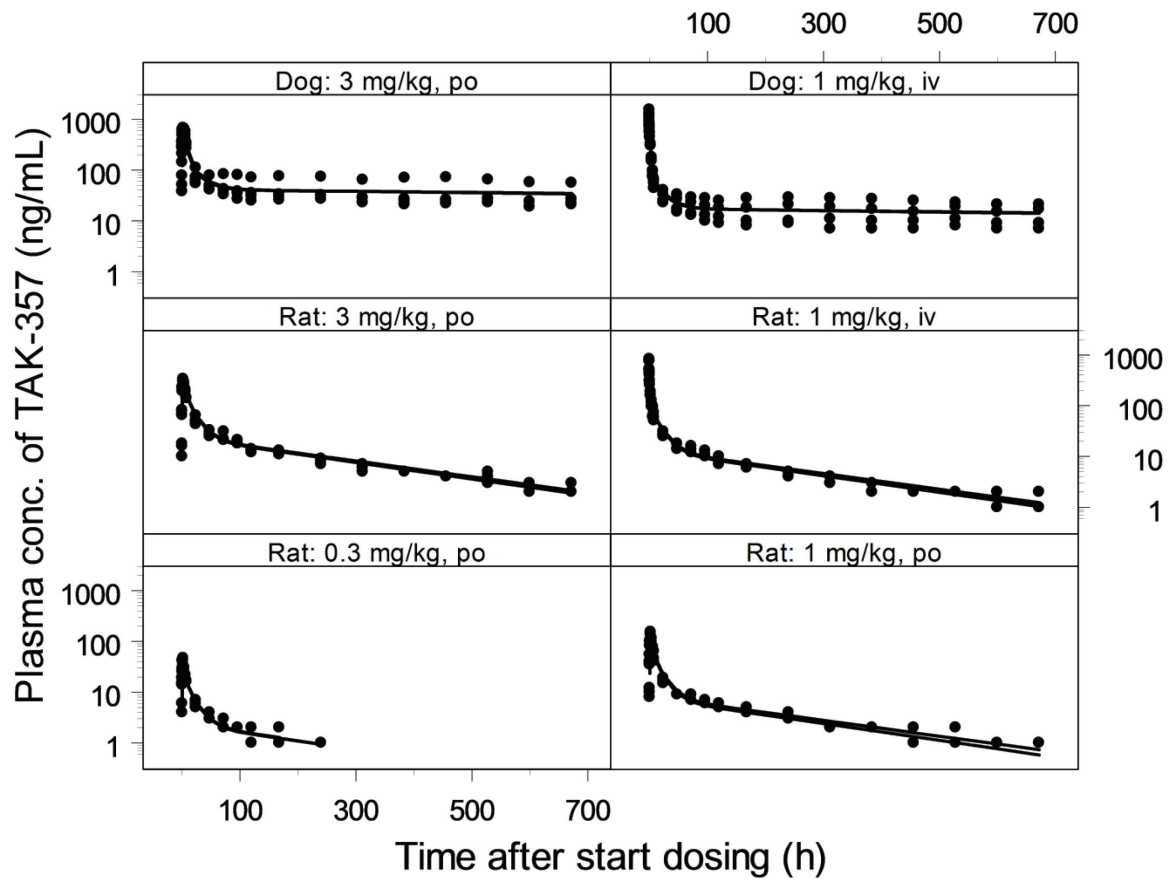 100 300 500 700
Dog: 3 mg/kg, po
Dog: 1 mg/kg, iv
1000
100
10
1
Rat: 3 mg/kg, po
Rat: 1 mg/kg, iv
1000
100
10
1
Rat: 0.3 mg/kg, po
Rat: 1 mg/kg, po
1000
100
10
1
100 300 500 700
Plasma conc. of TAK-357 (ng/mL)
Time after start dosing (h)